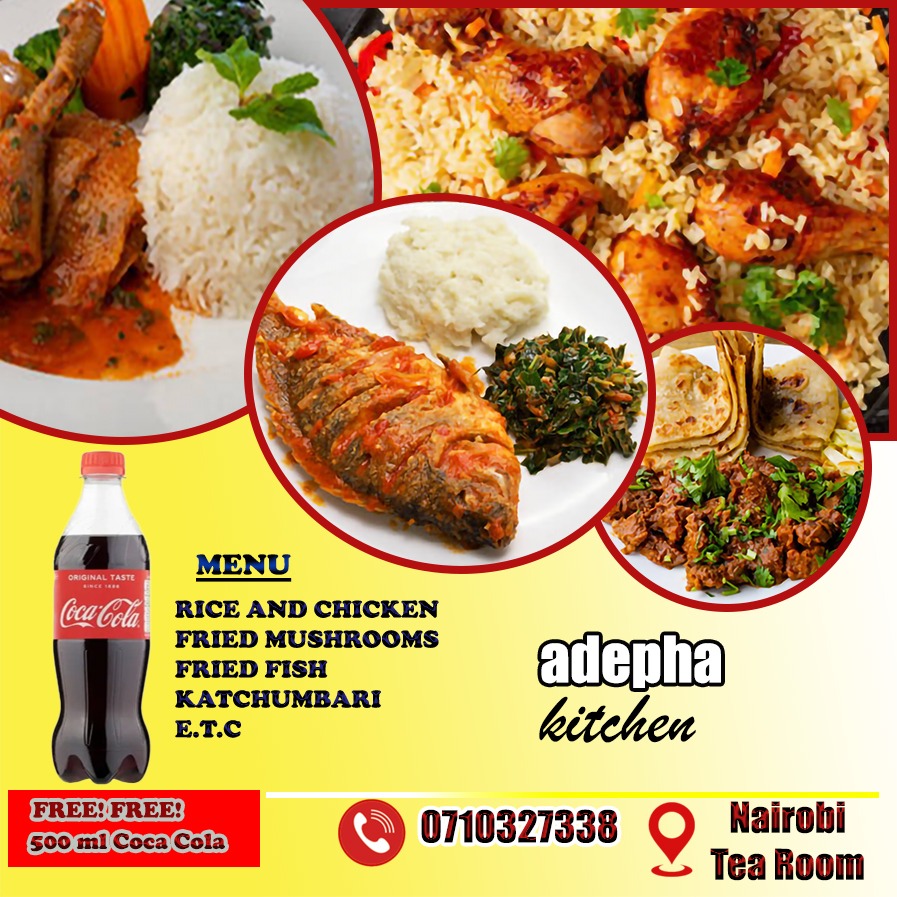 ORIGINAL TASTE
SINCE 1886
Coca-Cola
MENU
RICE AND CHICKEN
FRIED MUSHROOMS
FRIED FISH
KATCHUMBARI
E.T.C
adepha
kitchen
FREE! FREE!
500 ml Coca Cola
0710327338
Nairobi
Tea Room